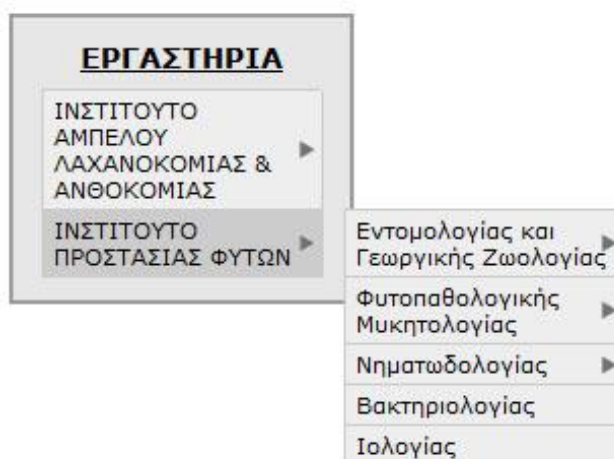 ΕΡΓΑΣΤΗΡΙΑ
ΙΝΣΤΙΤΟΥΤΟ
ΑΜΠΕΛΟΥ
ΛΑΧΑΝΟΚΟΜΙΑΣ &
ΑΝΘΟΚΟΜΙΑΣ
ΙΝΣΤΙΤΟΥΤΟ
ΠΡΟΣΤΑΣΙΑΣ ΦΥΤΩΝ
Εντομολογίας και
Γεωργικής Ζωολογίας
Φυτοπαθολογικής
Μυκητολογίας
Νηματωδολογίας
Βακτηριολογίας
Ιολογίας